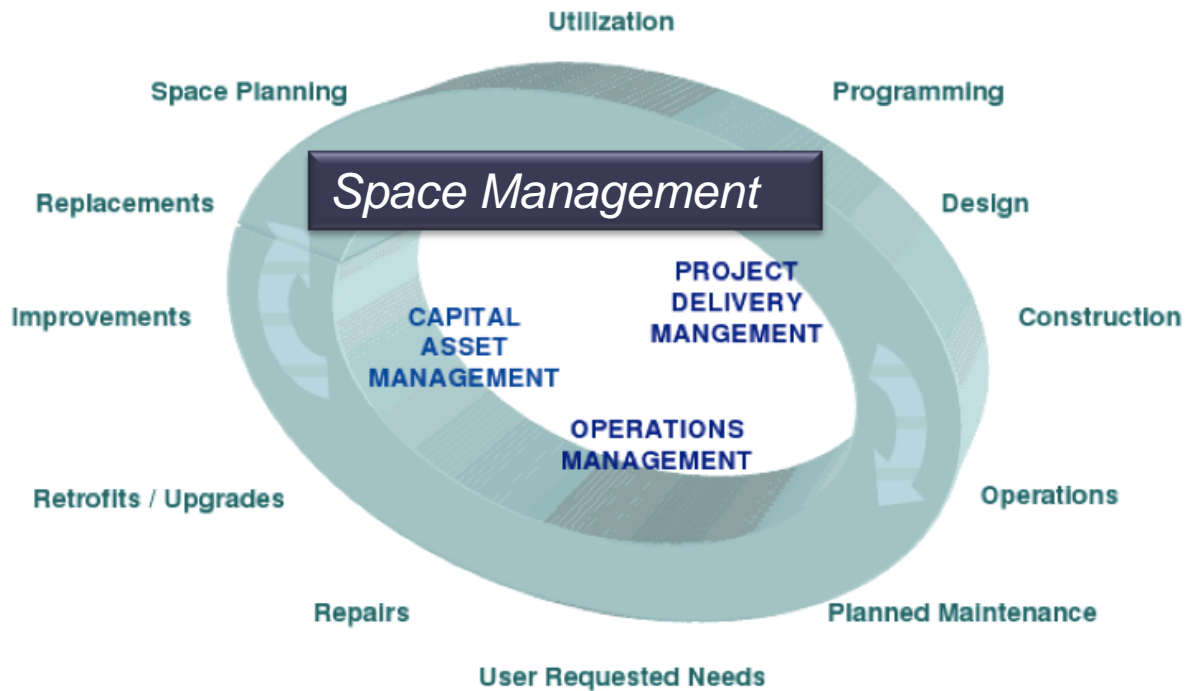 Utilization
Space Planning
Programming
Space Management
Replacements
Design
PROJECT
DELIVERY
MANGEMENT
CAPITAL
ASSET
MANAGEMENT
Improvements
Construction
OPERATIONS
MANAGEMENT
Retrofits / Upgrades
Operations
Repairs
Planned Maintenance
User Requested Needs